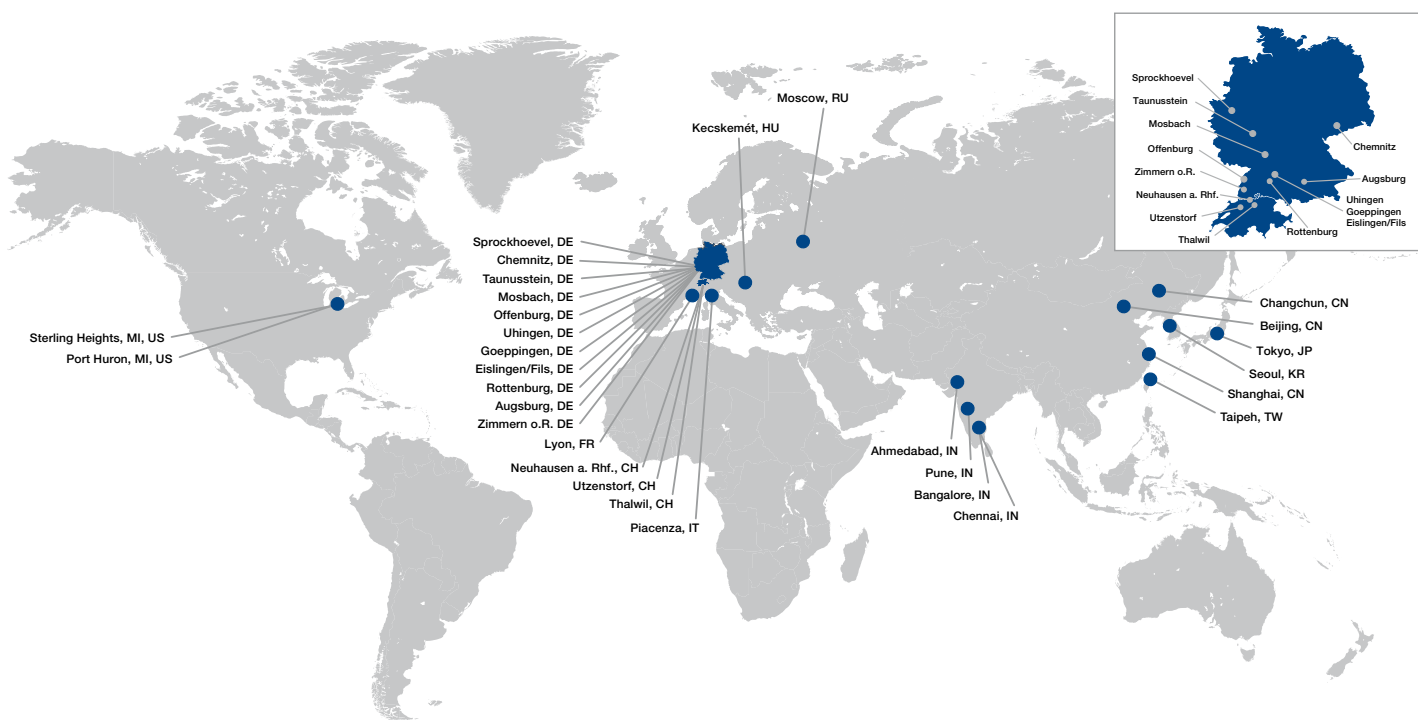 Moscow, RU
Kecskemét, HU
Sprockhoevel, DE
Chemnitz, DE
Taunusstein, DE
Mosbach, DE
Offenburg, DE
Uhingen, DE
Goeppingen, DE
Eislingen/Fils, DE
Rottenburg, DE
Augsburg, DE
Zimmern o.R. DE
Lyon, FR
Neuhausen a. Rhf., CH
Utzenstorf, CH
Thalwil, CH
Piacenza, IT
Sterling Heights, MI, US
Port Huron, MI, US
Ahmedabad, IN
Pune, IN
Bangalore, IN
Chennai, IN
Changchun, CN
Beijing, CN
Tokyo, JP
Seoul, KR
Shanghai, CN
Taipeh, TW
Sprockhoevel
Taunusstein
Mosbach
Offenburg
Zimmern o.R.
Neuhausen a. Rhf.
Utzenstorf
Thalwil
Chemnitz
Augsburg
Uhingen
Goeppingen
Eislingen/Fils
Rottenburg